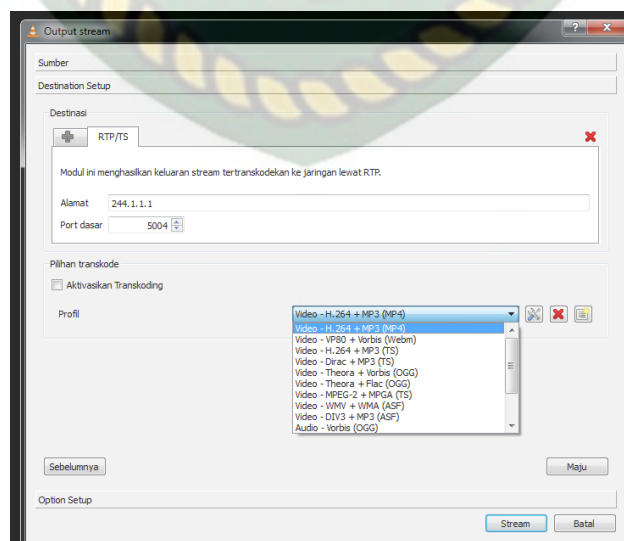 Output stream
Sumber
Destination Setup
Destinasi
RTP/TS
Modul ini menghasilkan keluaran stream tertranskodekan ke jaringan lewat RTP.
Alamat 244.1.1.1
Port dasar 5004
Pilihan transkode
Aktivasikan Transkoding
Profil Video - H.264 + MP3 (MP4)
Video - H.264 + MP3 (MP4)
Video - VP80 + Vorbis (Webm)
Video - H.264 + MP3 (TS)
Video - Dirac + MP3 (TS)
Video - Theora + Vorbis (OGG)
Video - Theora + Flac (OGG)
Video - MPEG-2 + MPGA (TS)
Video - WMV + WMA (ASF)
Video - DIV3 + MP3 (ASF)
Audio - Vorbis (OGG)
Sebelumnya Maju
Option Setup
Stream Batal